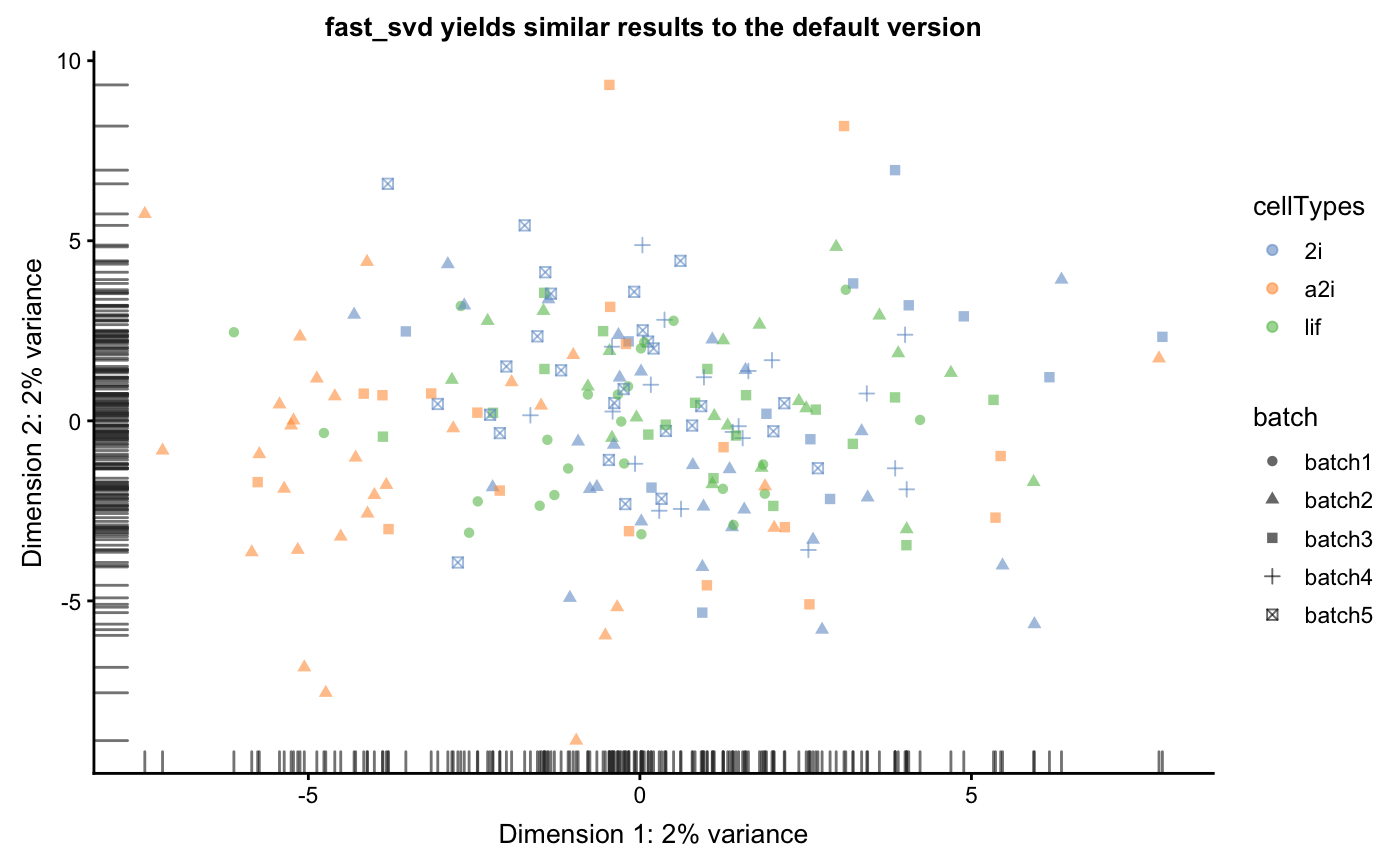 fast_svd yields similar results to the default version
10
5
0
-5
Dimension 2: 2% variance
-5
0
5
Dimension 1: 2% variance
cellTypes
2i
a2i
lif
batch
batch1
batch2
batch3
batch4
batch5